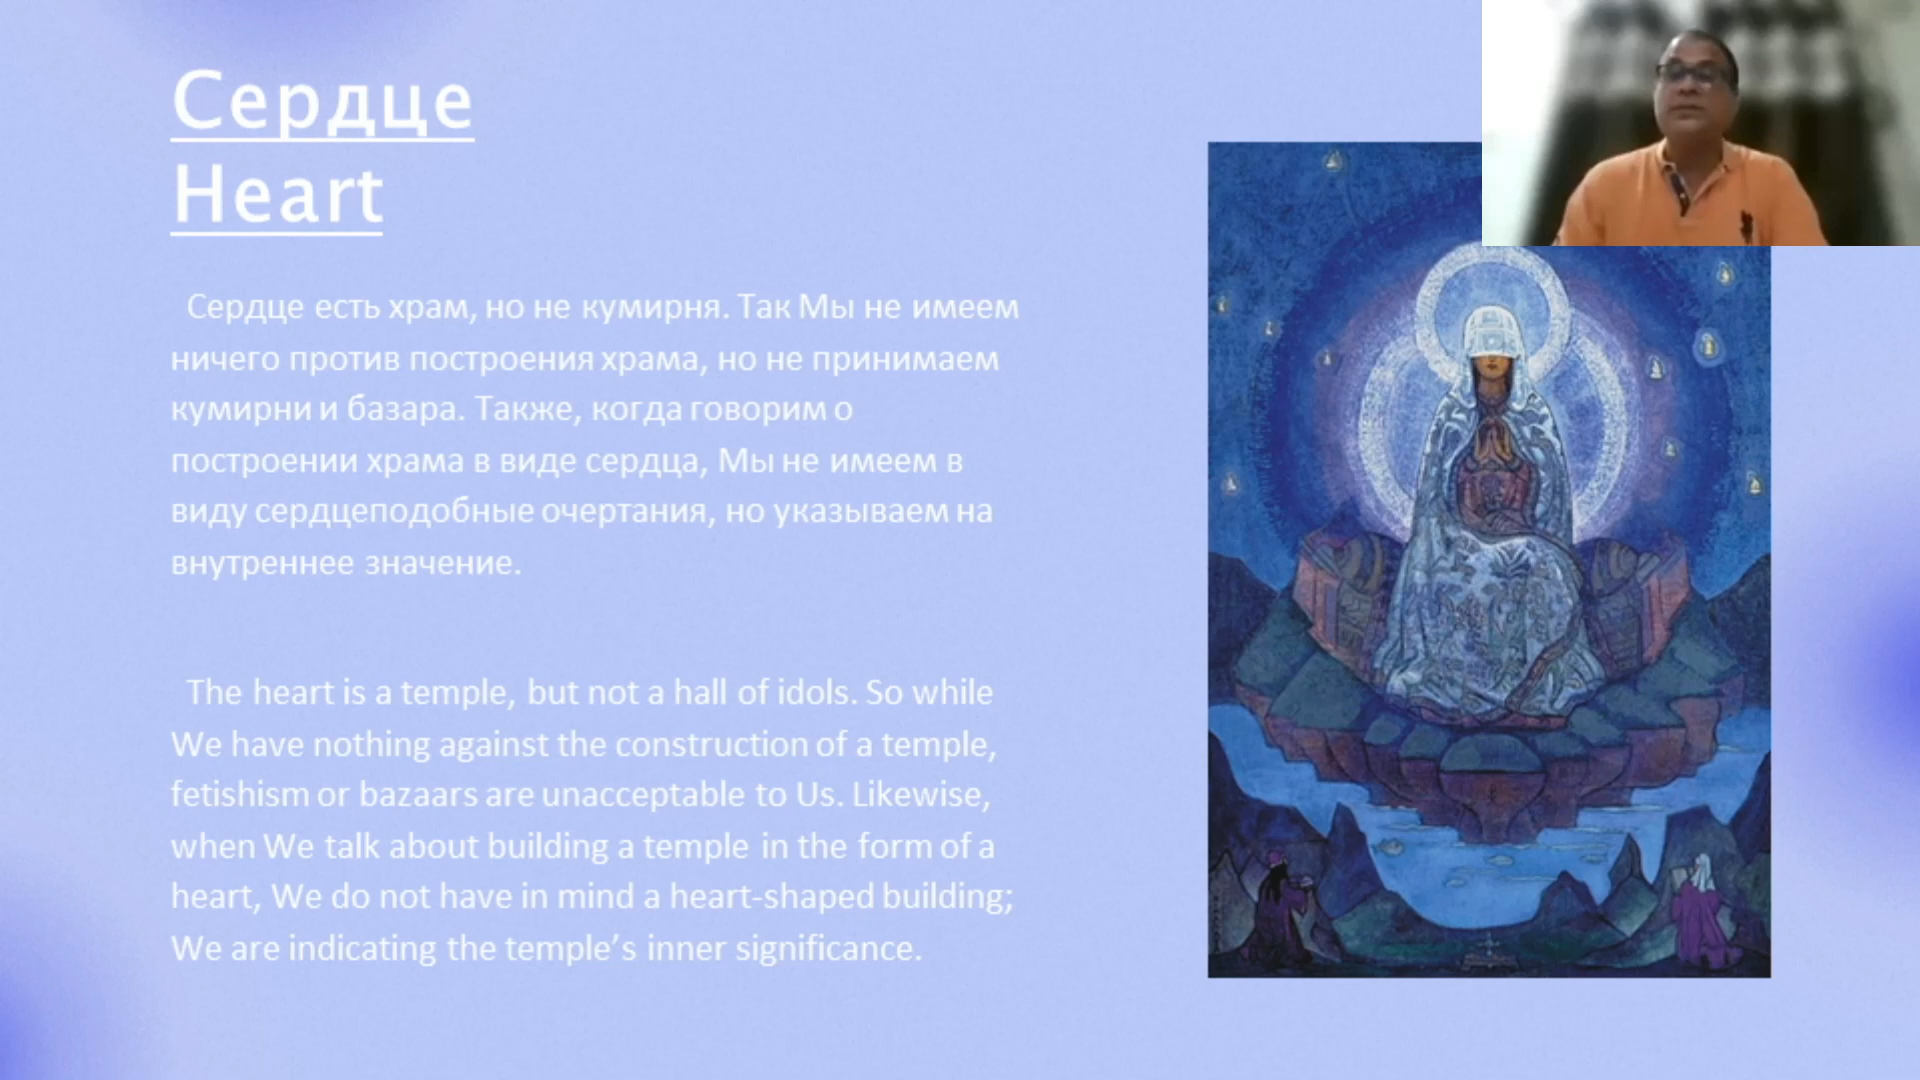 Сердце
Heart
Сердце есть храм, но не кумирня. Так Мы не имеем
ничего против построения храма, но не принимаем
кумирни и базара. Также, когда говорим о
построении храма в виде сердца, Мы не имеем в
виду сердцеподобные очертания, но указываем на
внутреннее значение.
The heart is a temple, but not a hall of idols. So while
We have nothing against the construction of a temple,
fetishism or bazaars are unacceptable to Us. Likewise,
when We talk about building a temple in the form of a
heart, We do not have in mind a heart-shaped building;
We are indicating the temple’s inner significance.